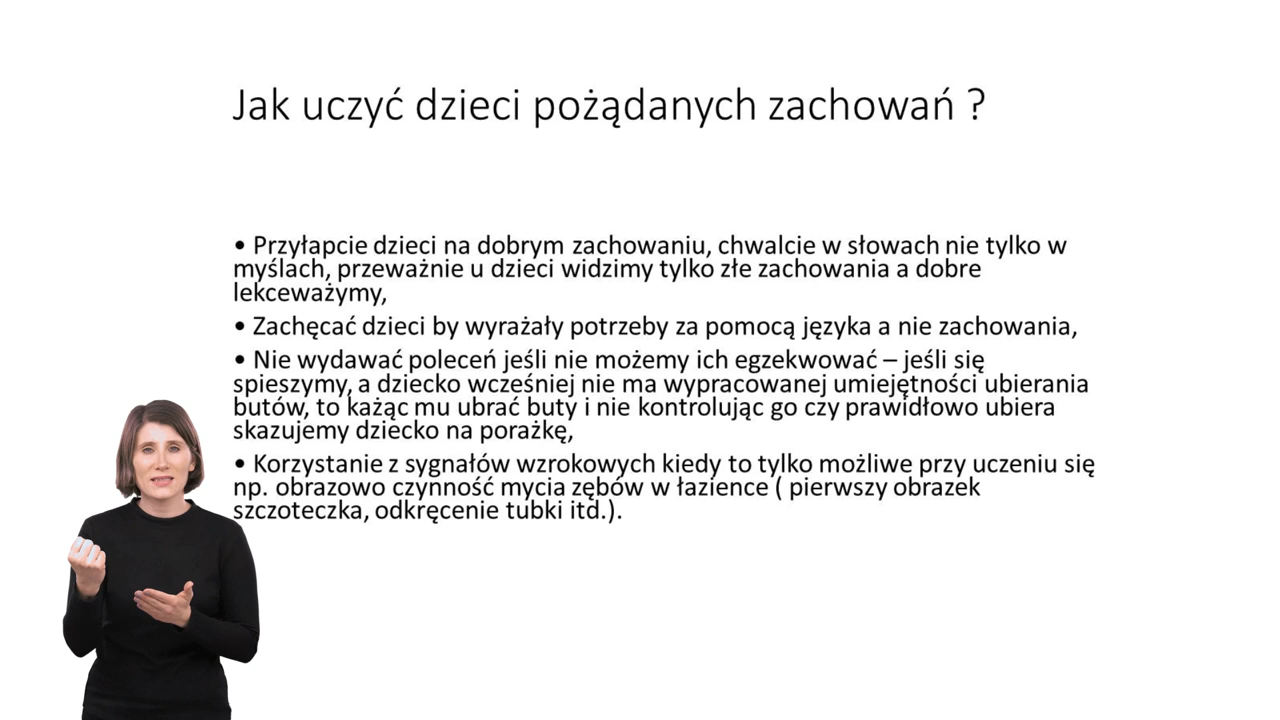 Jak uczyć dzieci pożądanych zachowań ?
• Przyłapcie dzieci na dobrym zachowaniu, chwalcie w słowach nie tylko w
myślach, przeważnie u dzieci widzimy tylko złe zachowania a dobre
lekceważymy,
• Zachęcać dzieci by wyrażały potrzeby za pomocą języka a nie zachowania,
• Nie wydawać poleceń jeśli nie możemy ich egzekwować – jeśli się
spieszymy, a dziecko wcześniej nie ma wypracowanej umiejętności ubierania
butów, to każąc mu ubrać buty i nie kontrolując go czy prawidłowo ubiera
skazujemy dziecko na porażkę,
• Korzystanie z sygnałów wzrokowych kiedy to tylko możliwe przy uczeniu się
np. obrazowo czynność mycia zębów w łazience ( pierwszy obrazek
szczoteczka, odkręcenie tubki itd.).